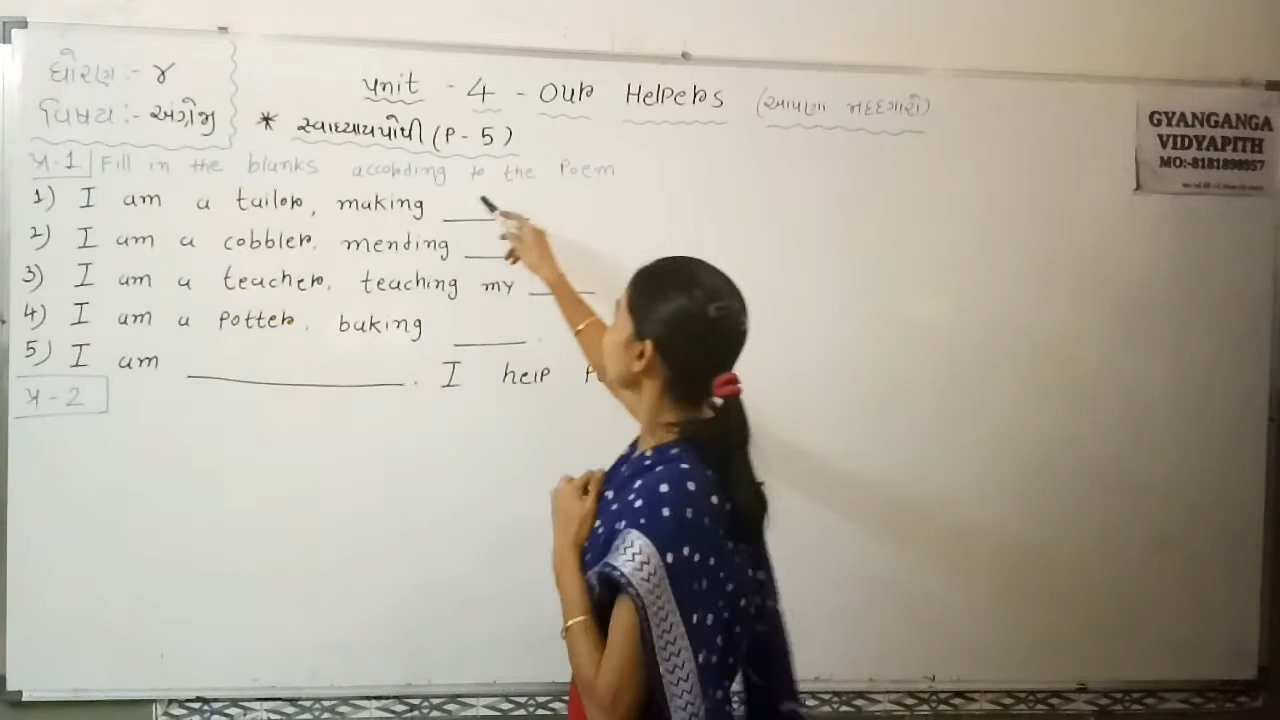 ધોરણ :- ૪
વિષય :- અંગ્રેજી
Unit - 4 - Our Helpers (આપણા મદદગારો)
* સ્વાધ્યાયપોથી (P - 5)
પ્ર-1 Fill in the blanks according to the Poem
1) I am a tailor, making ____
2) I am a cobbler, mending ____
3) I am a teacher, teaching my ____
4) I am a Potter, baking ____.
5) I am ____. I help
પ્ર-2
GYANGANGA
VIDYAPITH
MO:-8181898957